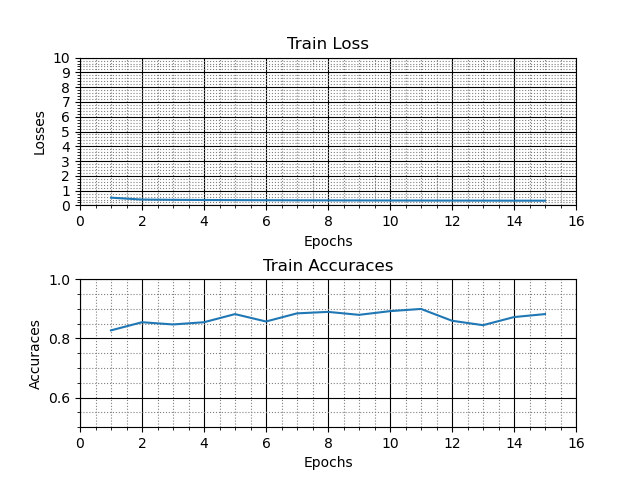 Train Loss
10
9
8
7
6
5
4
3
2
1
0
Losses
0 2 4 6 8 10 12 14 16
Epochs
Train Accuraces
1.0
0.8
0.6
Accuraces
0 2 4 6 8 10 12 14 16
Epochs